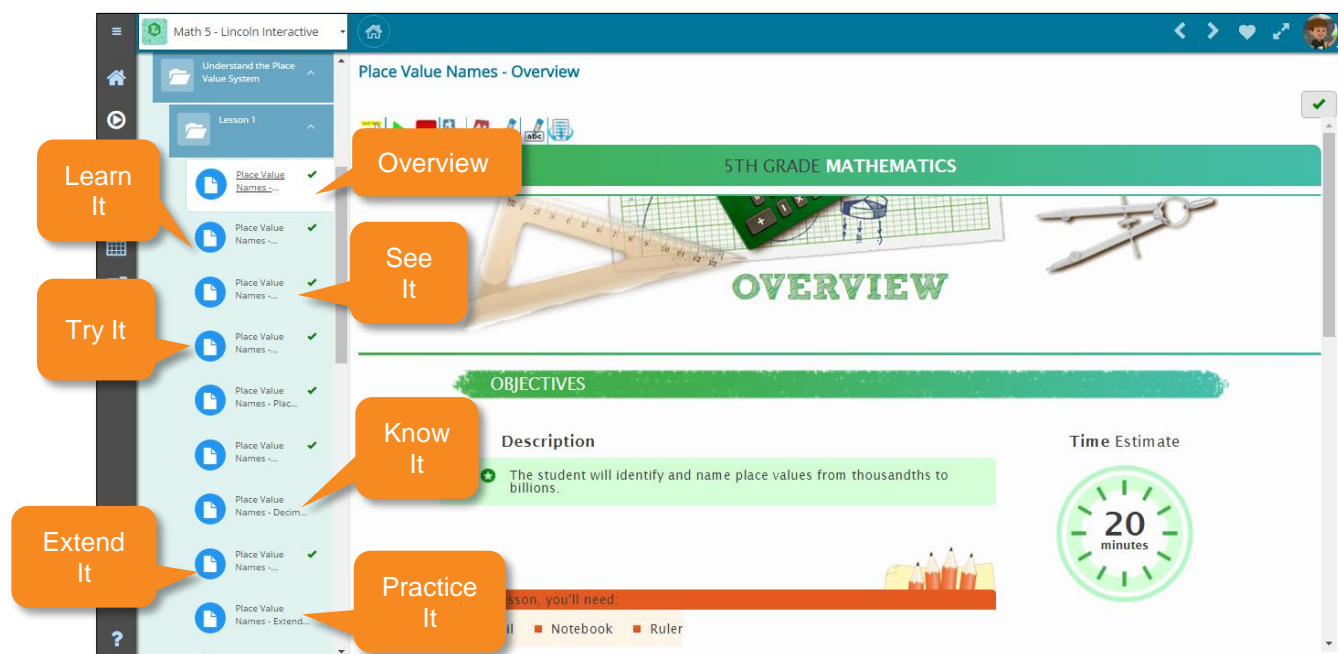 Math 5 - Lincoln Interactive
Understand the Place
Value System
Lesson 1
Place Value
Names -...
Place Value
Names -...
Place Value
Names -...
Place Value
Names -...
Place Value
Names - Plac...
Place Value
Names -...
Place Value
Names - Decim...
Place Value
Names -...
Place Value
Names - Extend...
?
Learn
It
Overview
See
It
Try It
Know
It
Extend
It
Practice
It
Place Value Names - Overview
abc
5TH GRADE MATHEMATICS
OVERVIEW
OBJECTIVES
Description
The student will identify and name place values from thousandths to
billions.
Time Estimate
20
minutes
you'll need:
Notebook
Ruler